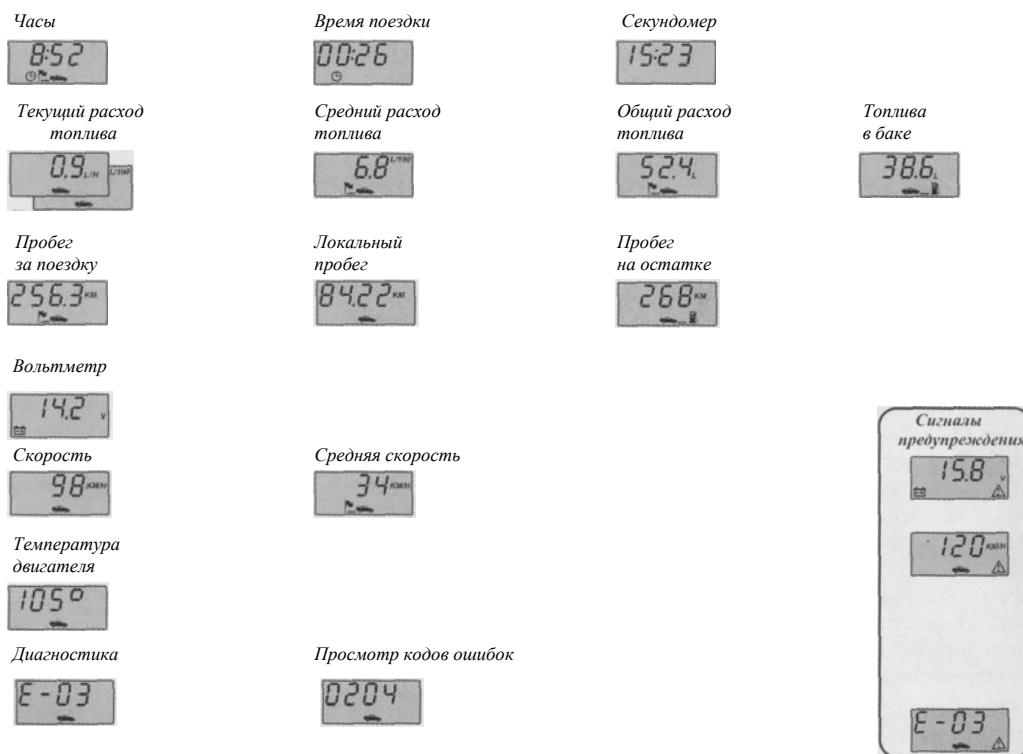 Часы Время поездки Секундомер
8:52 00:26 15:23
Текущий расход топлива Средний расход топлива Общий расход топлива Топлива в баке
0.9 L/H L/100 6.8 L/100 52.4 L 38.6 L
Пробег за поездку Локальный пробег Пробег на остатке
256.3 KM 84.22 KM 268 KM
Вольтметр
14.2 V
Скорость Средняя скорость
98 KM/H 34 KM/H
Температура двигателя
105°
Диагностика Просмотр кодов ошибок
E-03 0204
Сигналы
предупреждения
15.8 V
120 KM/H
E-03